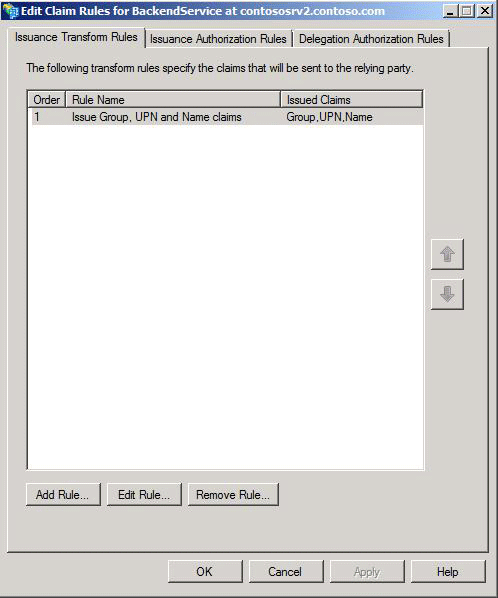 Edit Claim Rules for BackendService at contososrv2.contoso.com
Issuance Transform Rules Issuance Authorization Rules Delegation Authorization Rules
The following transform rules specify the claims that will be sent to the relying party.
Order Rule Name Issued Claims
1 Issue Group, UPN and Name claims Group,UPN,Name
Add Rule... Edit Rule... Remove Rule...
OK Cancel Apply Help